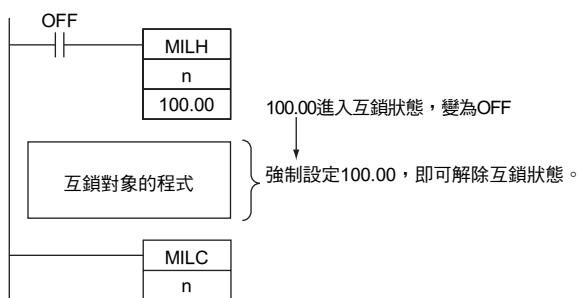 OFF
MILH
n
100.00
100.00進入互鎖狀態，變為OFF
互鎖對象的程式
強制設定100.00，即可解除互鎖狀態。
MILC
n